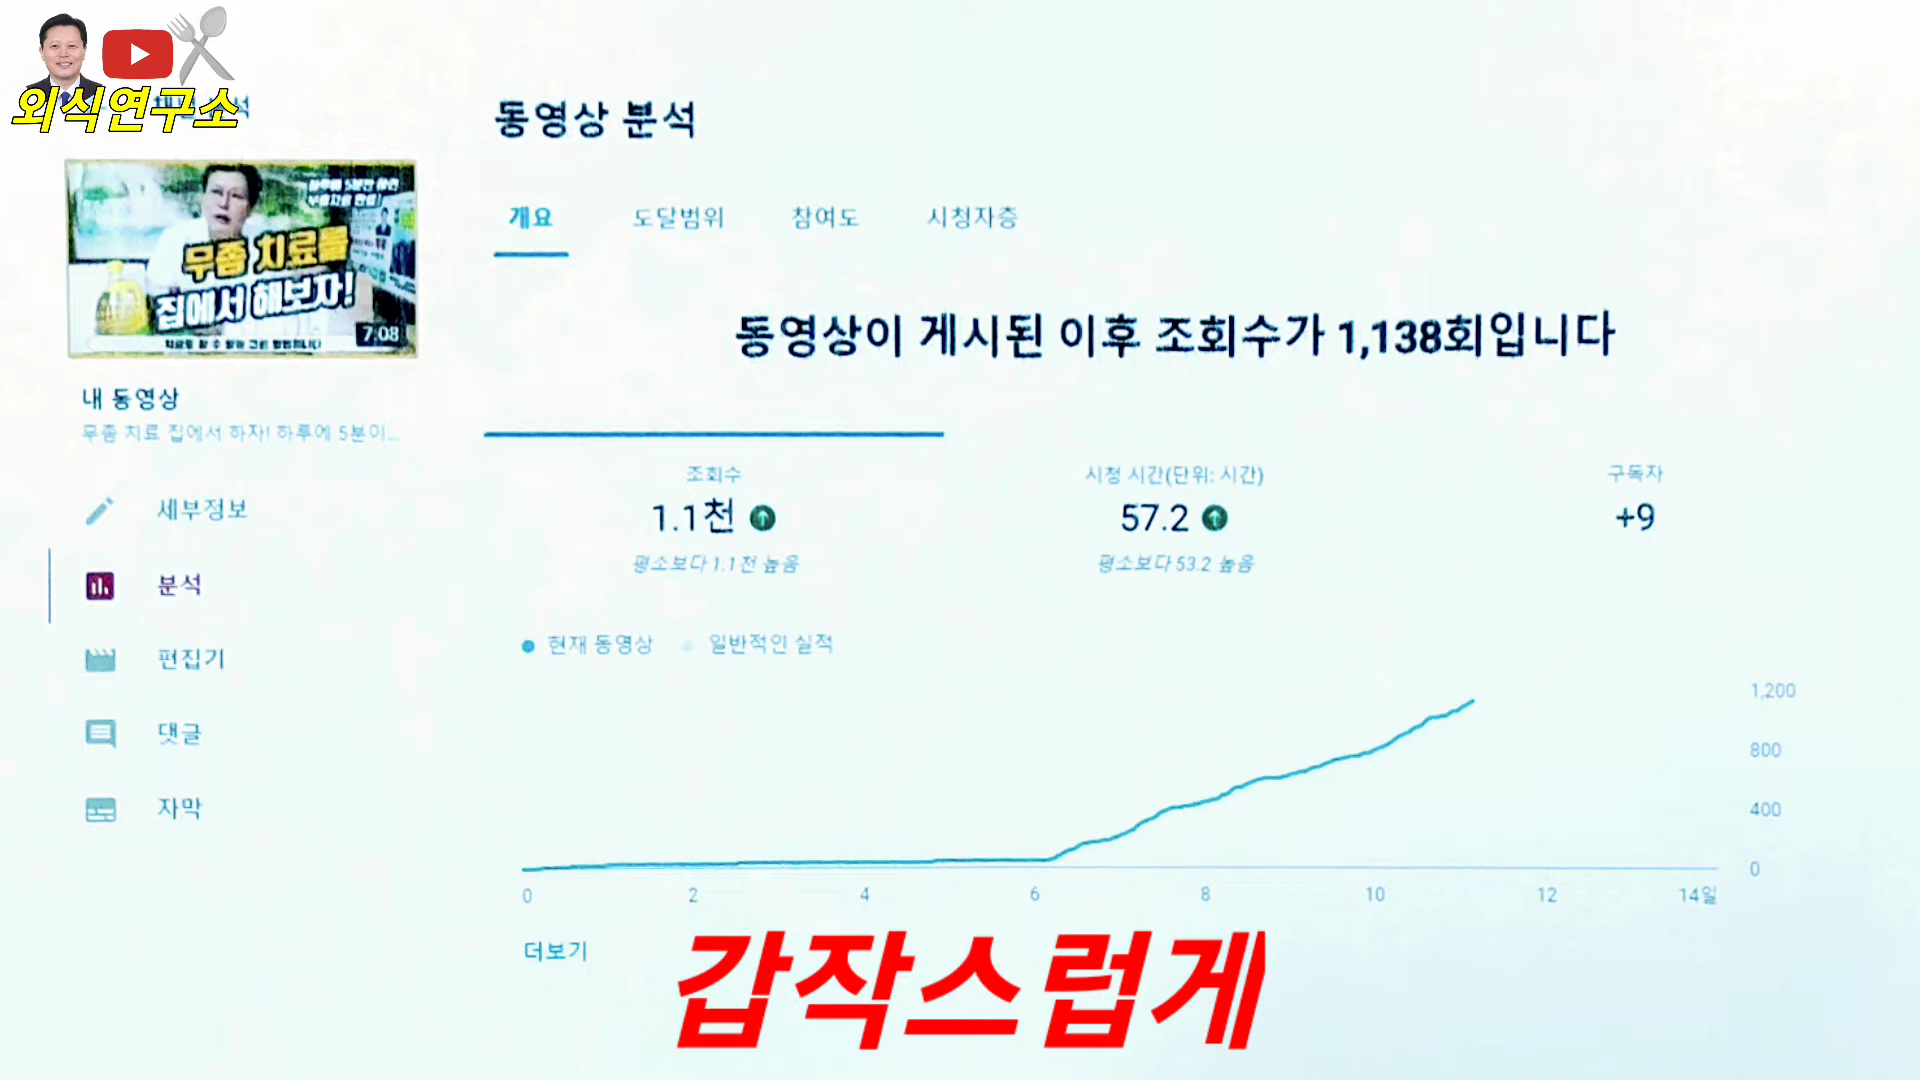 외식연구소
동영상 분석
무좀 치료를
집에서 해보자!
7:08
내 동영상
무좀 치료 집에서 하자! 하루에 5분이...
세부정보
분석
편집기
댓글
자막
개요 도달범위 참여도 시청자층
동영상이 게시된 이후 조회수가 1,138회입니다
조회수
1.1천
평소보다 1.1천 높음
시청 시간(단위: 시간)
57.2
평소보다 53.2 높음
구독자
+9
현재 동영상 일반적인 실적
1,200
800
400
0
0 2 4 6 8 10 12 14일
더보기
갑작스럽게